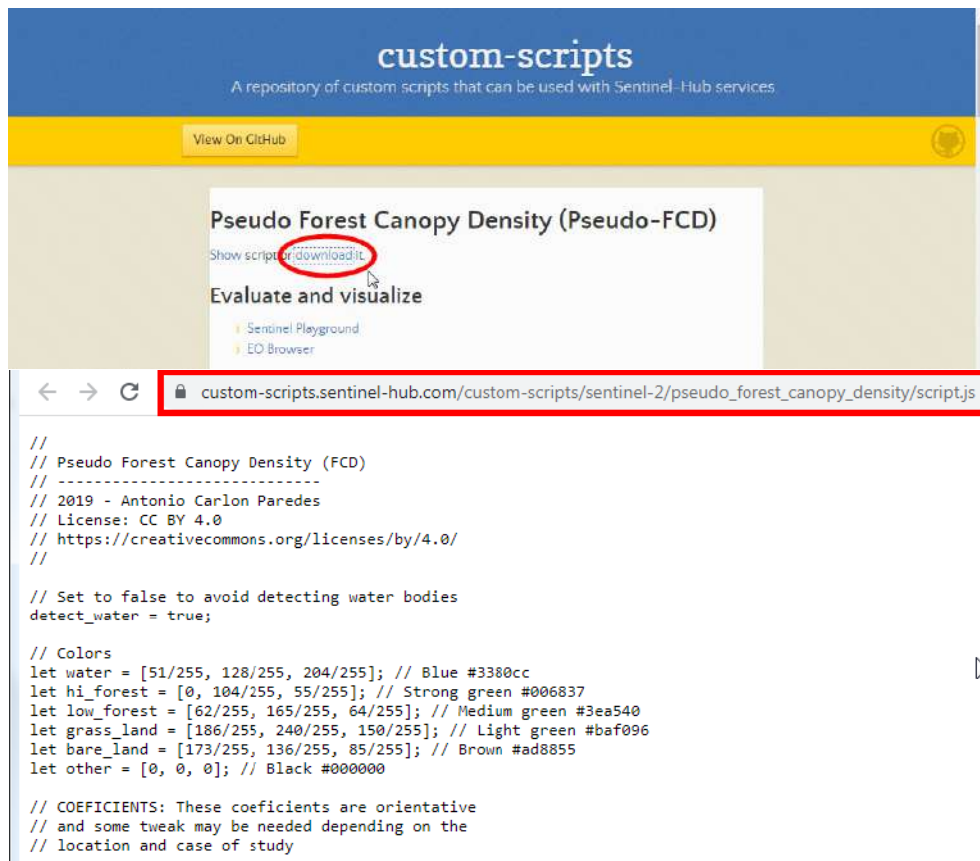 custom-scripts
A repository of custom scripts that can be used with Sentinel-Hub services
View On GitHub
Pseudo Forest Canopy Density (Pseudo-FCD)
Show script or download it.
Evaluate and visualize
Sentinel Playground
EO Browser
custom-scripts.sentinel-hub.com/custom-scripts/sentinel-2/pseudo_forest_canopy_density/script.js
//
// Pseudo Forest Canopy Density (FCD)
// -----------------------------
// 2019 - Antonio Carlon Paredes
// License: CC BY 4.0
// https://creativecommons.org/licenses/by/4.0/
//
// Set to false to avoid detecting water bodies
detect_water = true;
// Colors
let water = [51/255, 128/255, 204/255]; // Blue #3380cc
let hi_forest = [0, 104/255, 55/255]; // Strong green #006837
let low_forest = [62/255, 165/255, 64/255]; // Medium green #3ea540
let grass_land = [186/255, 240/255, 150/255]; // Light green #baf096
let bare_land = [173/255, 136/255, 85/255]; // Brown #ad8855
let other = [0, 0, 0]; // Black #000000
// COEFICIENTS: These coeficients are orientative
// and some tweak may be needed depending on the
// location and case of study